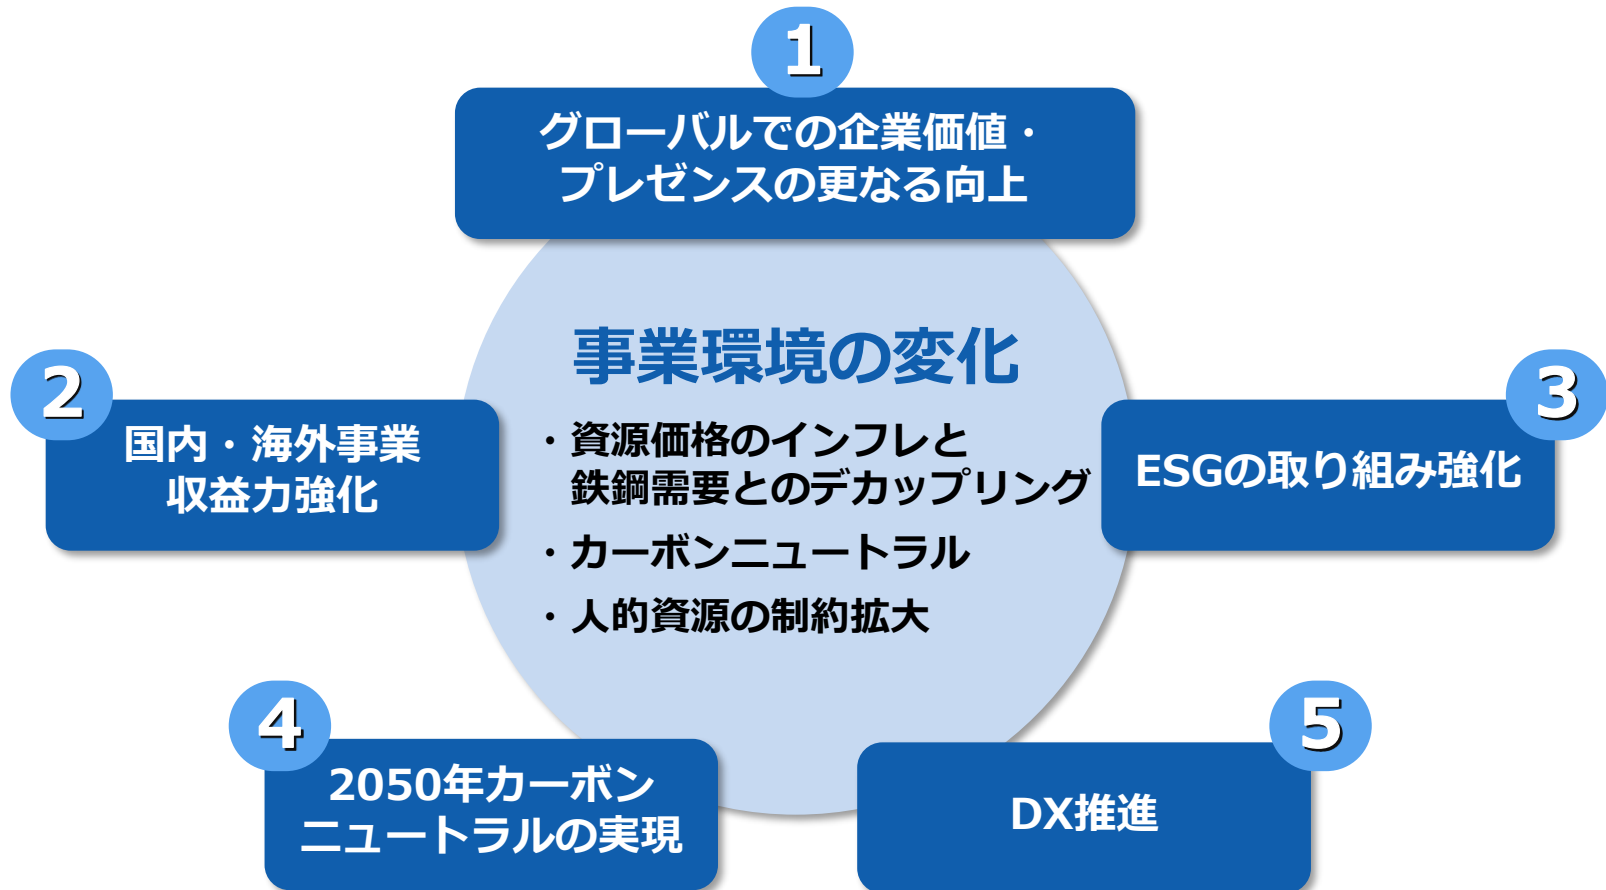 1
グローバルでの企業価値・
プレゼンスの更なる向上
事業環境の変化
・資源価格のインフレと
鉄鋼需要とのデカップリング
・カーボンニュートラル
・人的資源の制約拡大
2
国内・海外事業
収益力強化
3
ESGの取り組み強化
4
2050年カーボン
ニュートラルの実現
5
DX推進